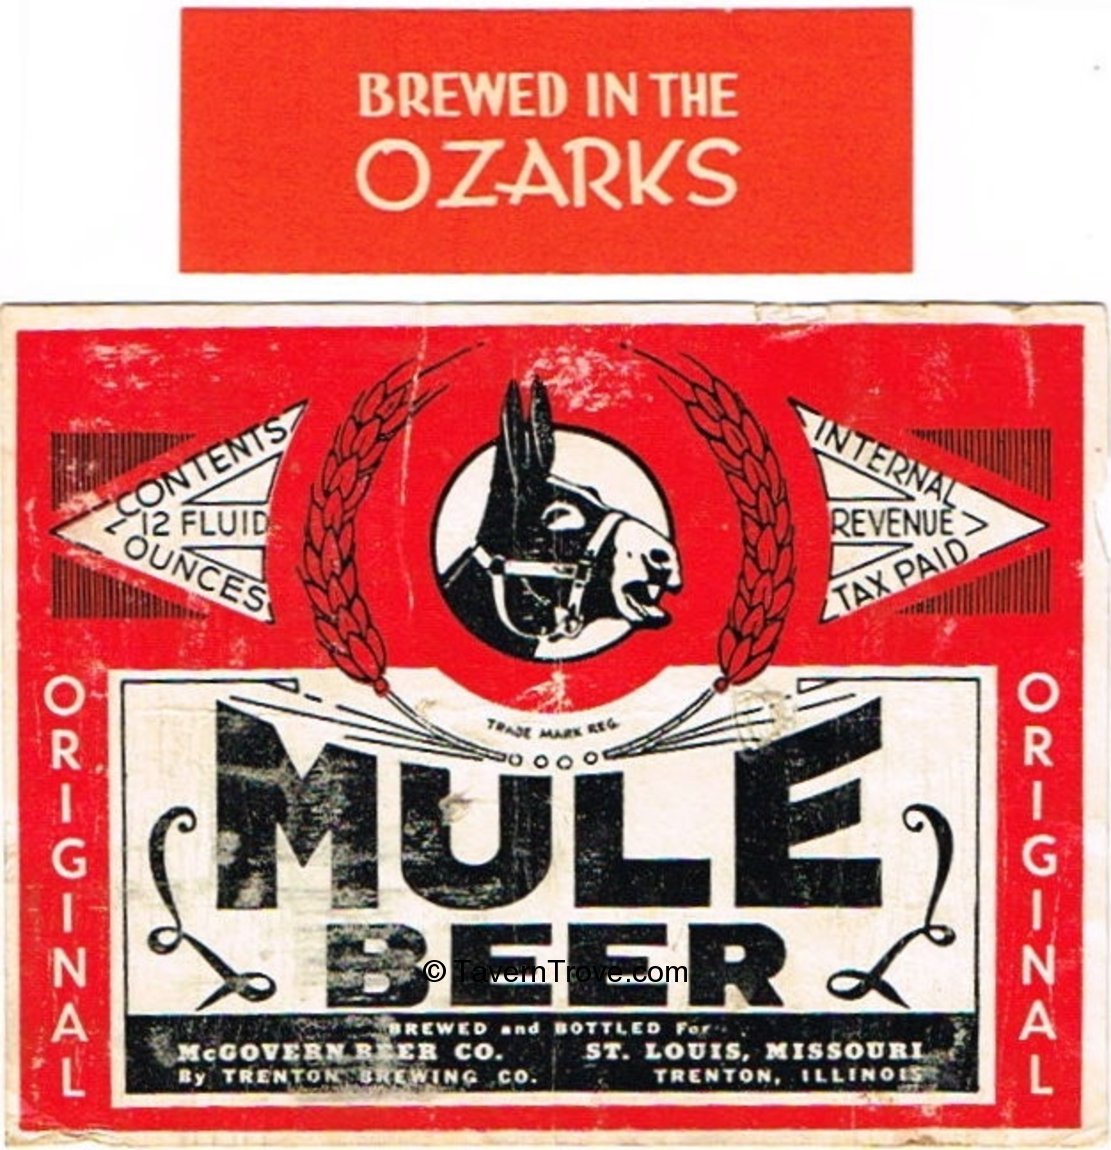 BREWED IN THE
OZARKS
CONTENTS
12 FLUID
OUNCES
INTERNAL
REVENUE
TAX PAID
ORIGINAL
TRADE MARK REG.
MULE
BEER
ORIGINAL
© TavernTrove.com
BREWED and BOTTLED For
McGOVERN BEER CO. ST. LOUIS, MISSOURI
By TRENTON BREWING CO. TRENTON, ILLINOIS